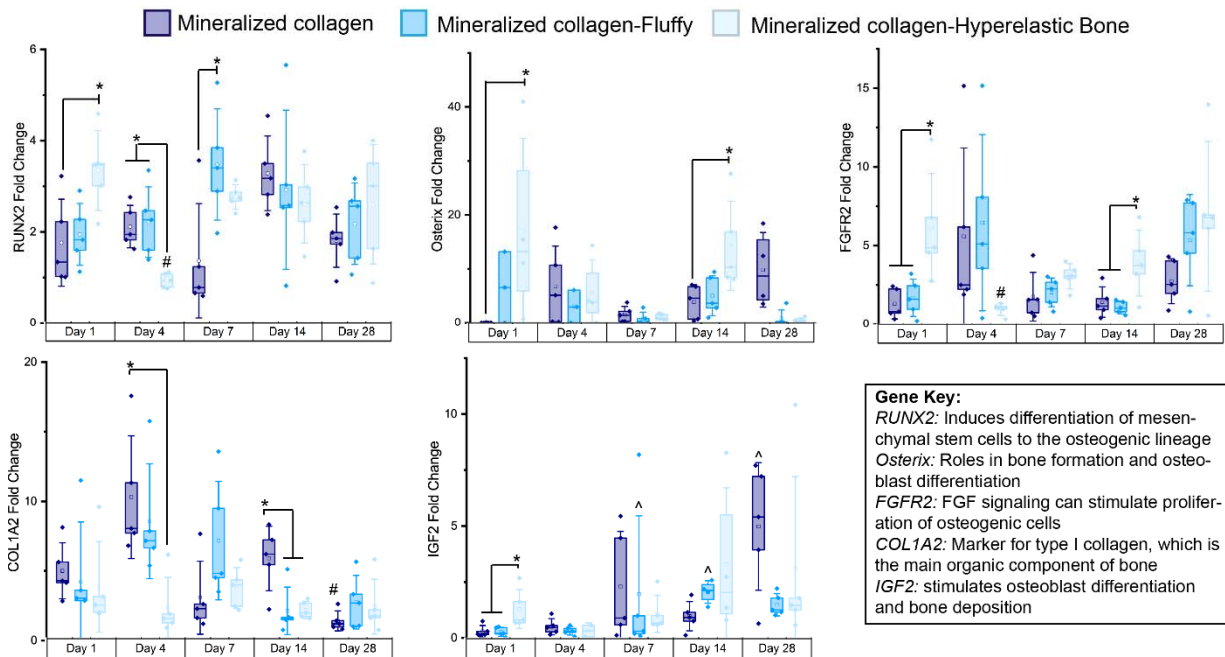 Mineralized collagen Mineralized collagen-Fluffy Mineralized collagen-Hyperelastic Bone
RUNX2 Fold Change
6
4
2
0
*
*
#
*
Day 1 Day 4 Day 7 Day 14 Day 28
Osterix Fold Change
40
20
0
*
*
Day 1 Day 4 Day 7 Day 14 Day 28
FGFR2 Fold Change
15
10
5
0
*
#
*
Day 1 Day 4 Day 7 Day 14 Day 28
COL1A2 Fold Change
20
10
0
*
*
#
Day 1 Day 4 Day 7 Day 14 Day 28
IGF2 Fold Change
10
5
0
*
^
^
^
Day 1 Day 4 Day 7 Day 14 Day 28
Gene Key:
RUNX2: Induces differentiation of mesen-
chymal stem cells to the osteogenic lineage
Osterix: Roles in bone formation and osteo-
blast differentiation
FGFR2: FGF signaling can stimulate prolifer-
ation of osteogenic cells
COL1A2: Marker for type I collagen, which is
the main organic component of bone
IGF2: stimulates osteoblast differentiation
and bone deposition